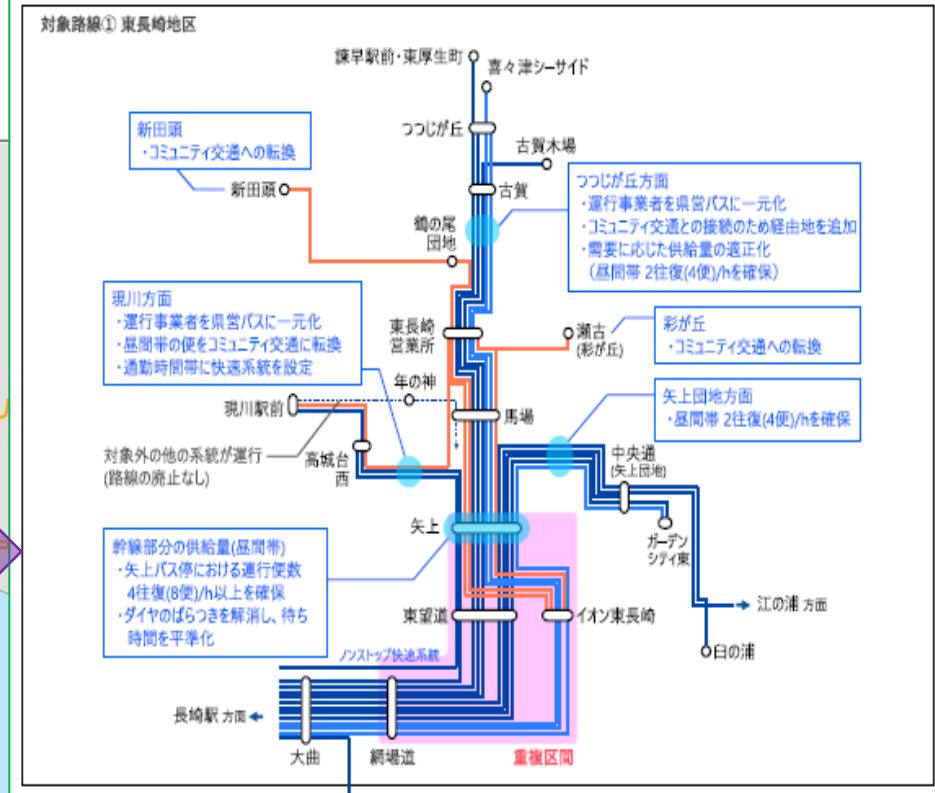 対象路線① 東長崎地区
諫早駅前・東厚生町
喜々津シーサイド
つつじが丘
古賀木場
新田頭
・コミュニティ交通への転換
新田頭
古賀
鶴の尾
団地
つつじが丘方面
・運行事業者を県営バスに一元化
・コミュニティ交通との接続のため経由地を追加
・需要に応じた供給量の適正化
（昼間帯 2往復(4便)/hを確保）
現川方面
・運行事業者を県営バスに一元化
・昼間帯の便をコミュニティ交通に転換
・通勤時間帯に快速系統を設定
東長崎
営業所
瀬古
(彩が丘)
彩が丘
・コミュニティ交通への転換
年の神
現川駅前
馬場
矢上団地方面
・昼間帯 2往復(4便)/hを確保
対象外の他の系統が運行
(路線の廃止なし)
高城台
西
中央通
(矢上団地)
矢上
ガーデン
シティ東
幹線部分の供給量(昼間帯)
・矢上バス停における運行便数
4往復(8便)/h以上を確保
・ダイヤのばらつきを解消し、待ち
時間を平準化
東望道
イオン東長崎
江の浦 方面
臼の浦
ノンストップ快速系統
長崎駅 方面
大曲
網場道
重複区間